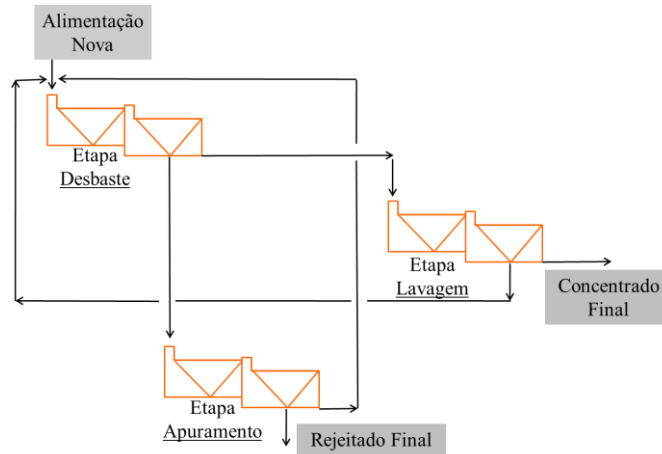 Alimentação
Nova
Etapa
Desbaste
Etapa
Lavagem
Concentrado
Final
Etapa
Apuramento
Rejeitado Final